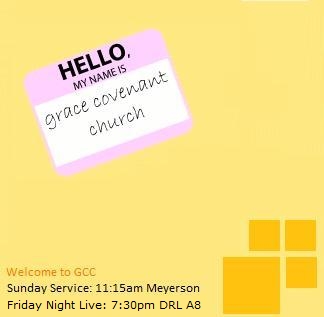 HELLO,
MY NAME IS
grace covenant
church
Welcome to GCC
Sunday Service: 11:15am Meyerson
Friday Night Live: 7:30pm DRL A8